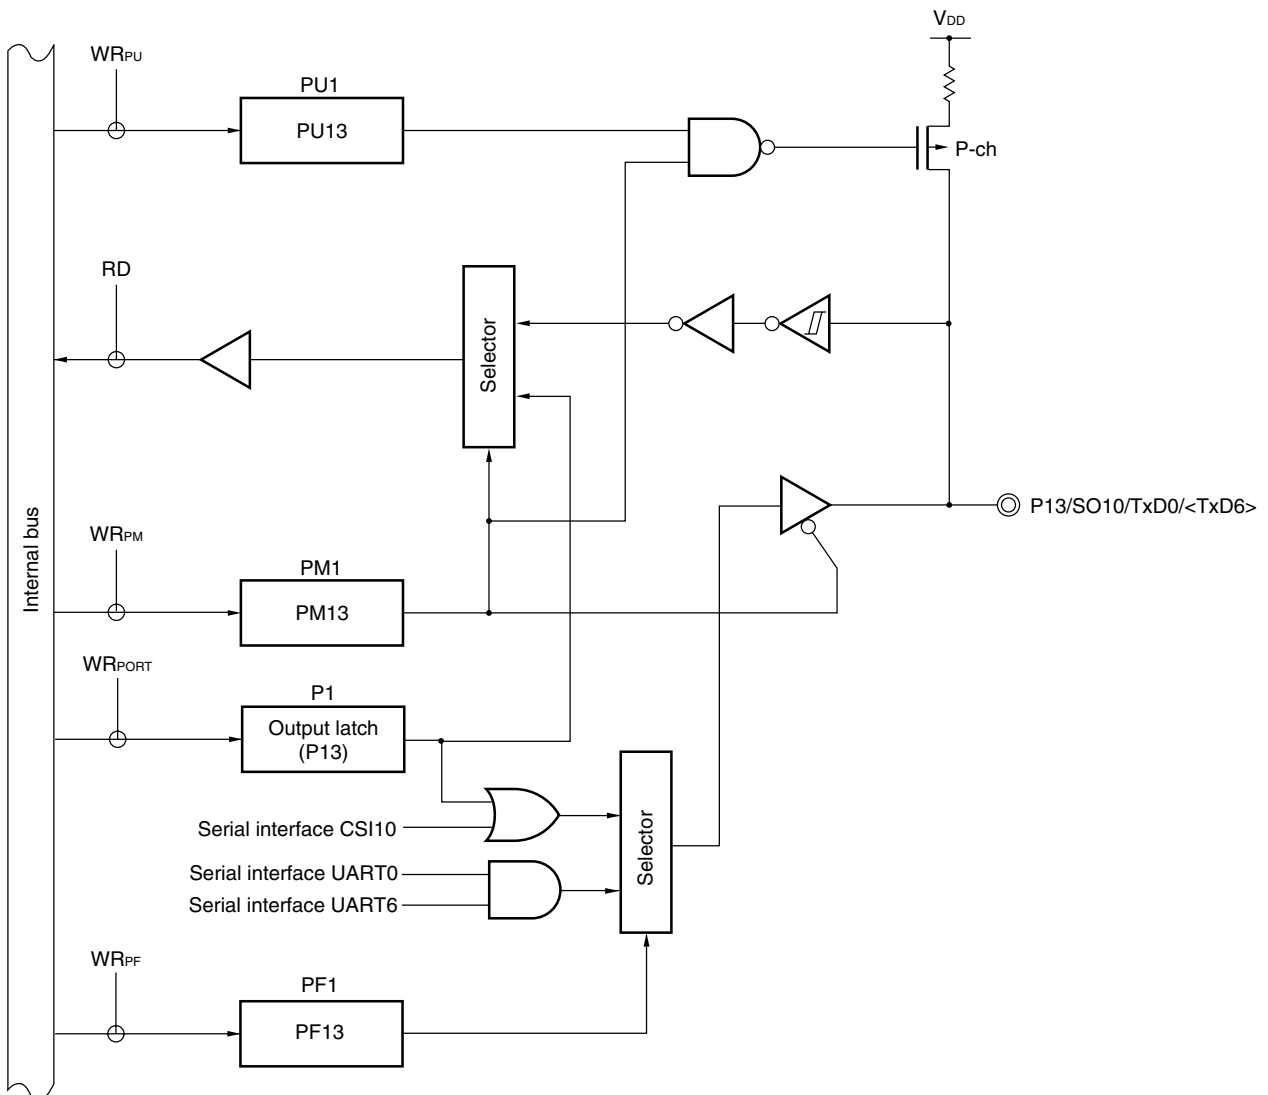 VDD
WRPU
PU1
PU13
P-ch
RD
Selector
Internal bus
WRPM
PM1
PM13
P13/SO10/TxD0/<TxD6>
WRPORT
P1
Output latch
(P13)
Serial interface CSI10
Serial interface UART0
Serial interface UART6
Selector
WRPF
PF1
PF13